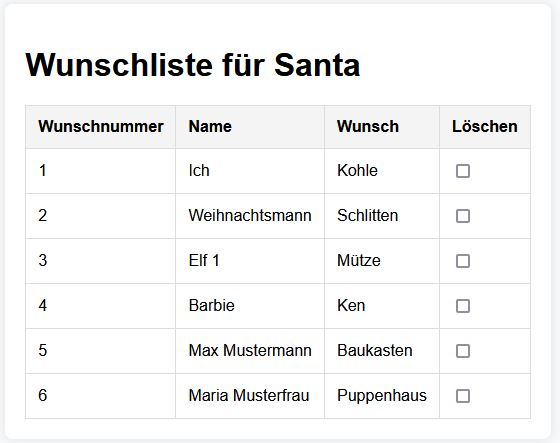 Wunschliste für Santa
Wunschnummer Name Wunsch Löschen
1 Ich Kohle
2 Weihnachtsmann Schlitten
3 Elf 1 Mütze
4 Barbie Ken
5 Max Mustermann Baukasten
6 Maria Musterfrau Puppenhaus